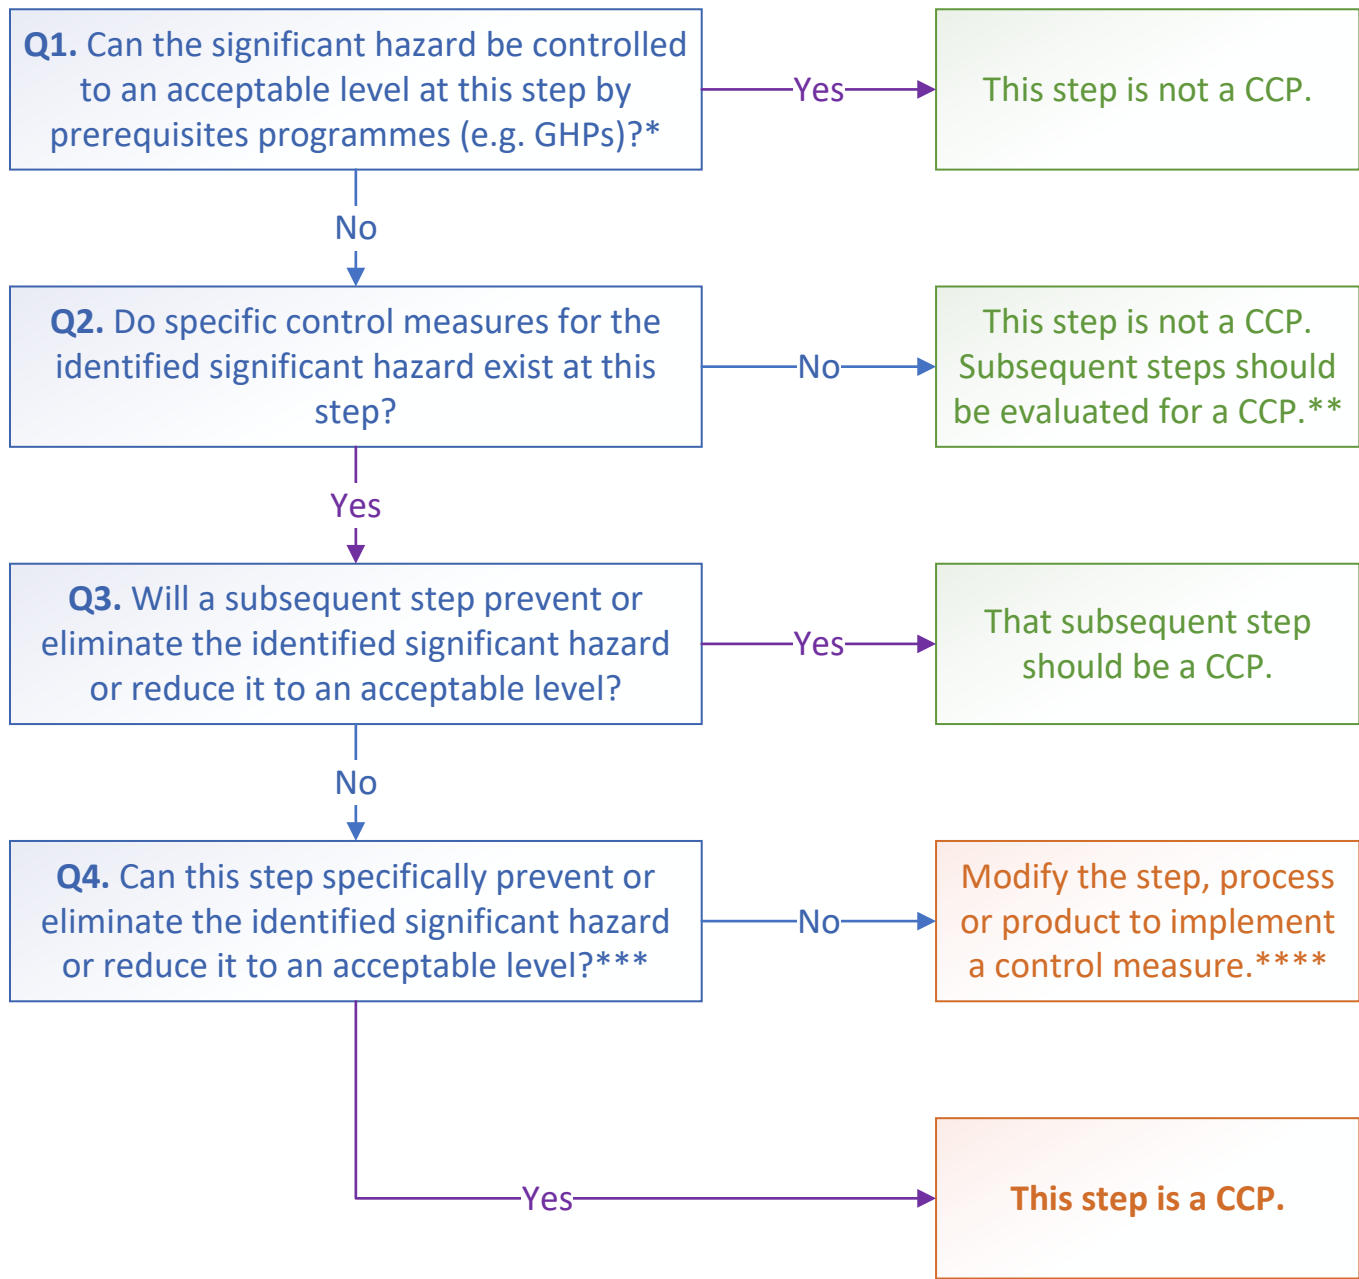 Q1. Can the significant hazard be controlled
to an acceptable level at this step by
prerequisites programmes (e.g. GHPs)?*
Yes
This step is not a CCP.
No
Q2. Do specific control measures for the
identified significant hazard exist at this
step?
No
This step is not a CCP.
Subsequent steps should
be evaluated for a CCP.**
Yes
Q3. Will a subsequent step prevent or
eliminate the identified significant hazard
or reduce it to an acceptable level?
Yes
That subsequent step
should be a CCP.
No
Q4. Can this step specifically prevent or
eliminate the identified significant hazard
or reduce it to an acceptable level?***
No
Modify the step, process
or product to implement
a control measure.****
Yes
This step is a CCP.